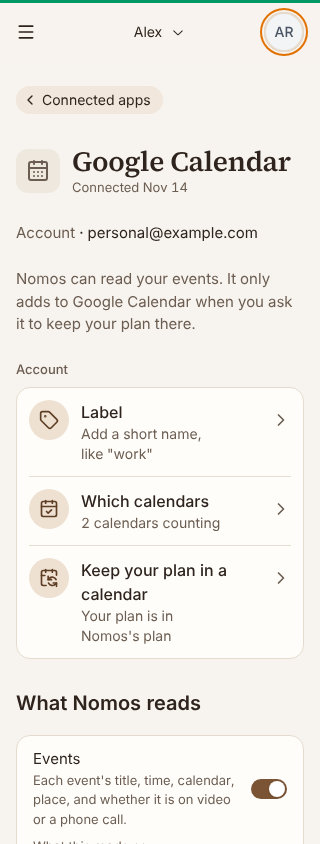 Alex
AR
Connected apps
Google Calendar
Connected Nov 14
Account · personal@example.com
Nomos can read your events. It only
adds to Google Calendar when you ask
it to keep your plan there.
Account
Label
Add a short name,
like "work"
Which calendars
2 calendars counting
Keep your plan in a
calendar
Your plan is in
Nomos's plan
What Nomos reads
Events
Each event's title, time, calendar,
place, and whether it is on video
or a phone call.